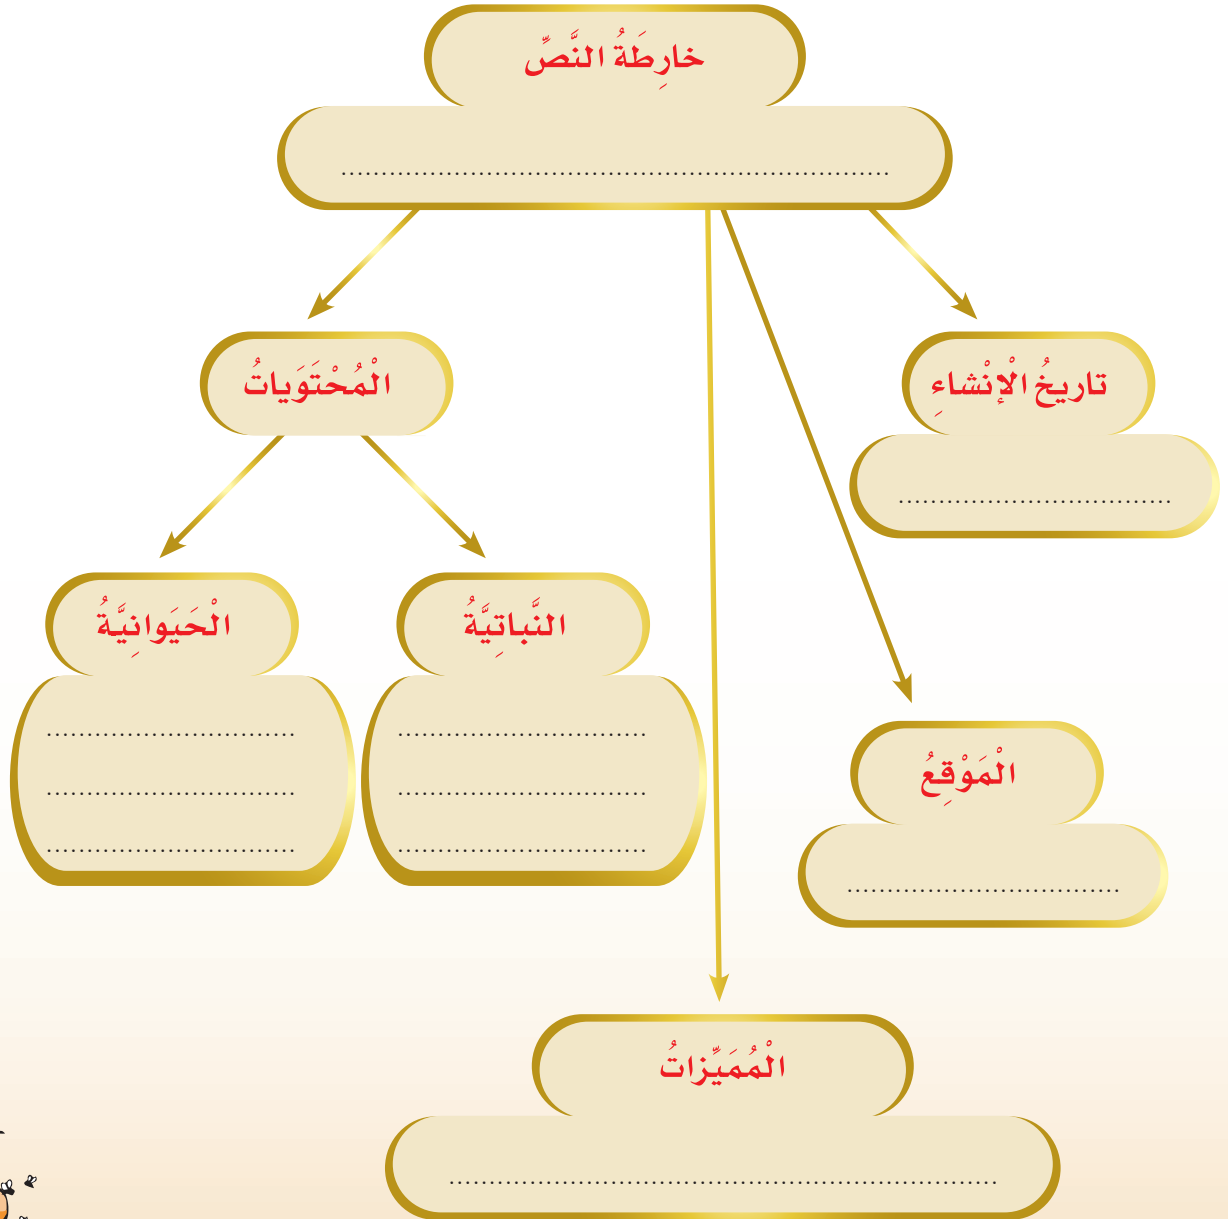 خارِطَةُ النَّصِّ
....................................................................
تاريخُ الْإِنْشاءِ
..................................
الْمُحْتَوَياتُ
النَّباتِيَّةُ
...............................
...............................
...............................
الْحَيَوانِيَّةُ
...............................
...............................
...............................
الْمَوْقِعُ
..................................
الْمُمَيِّزاتُ
....................................................................